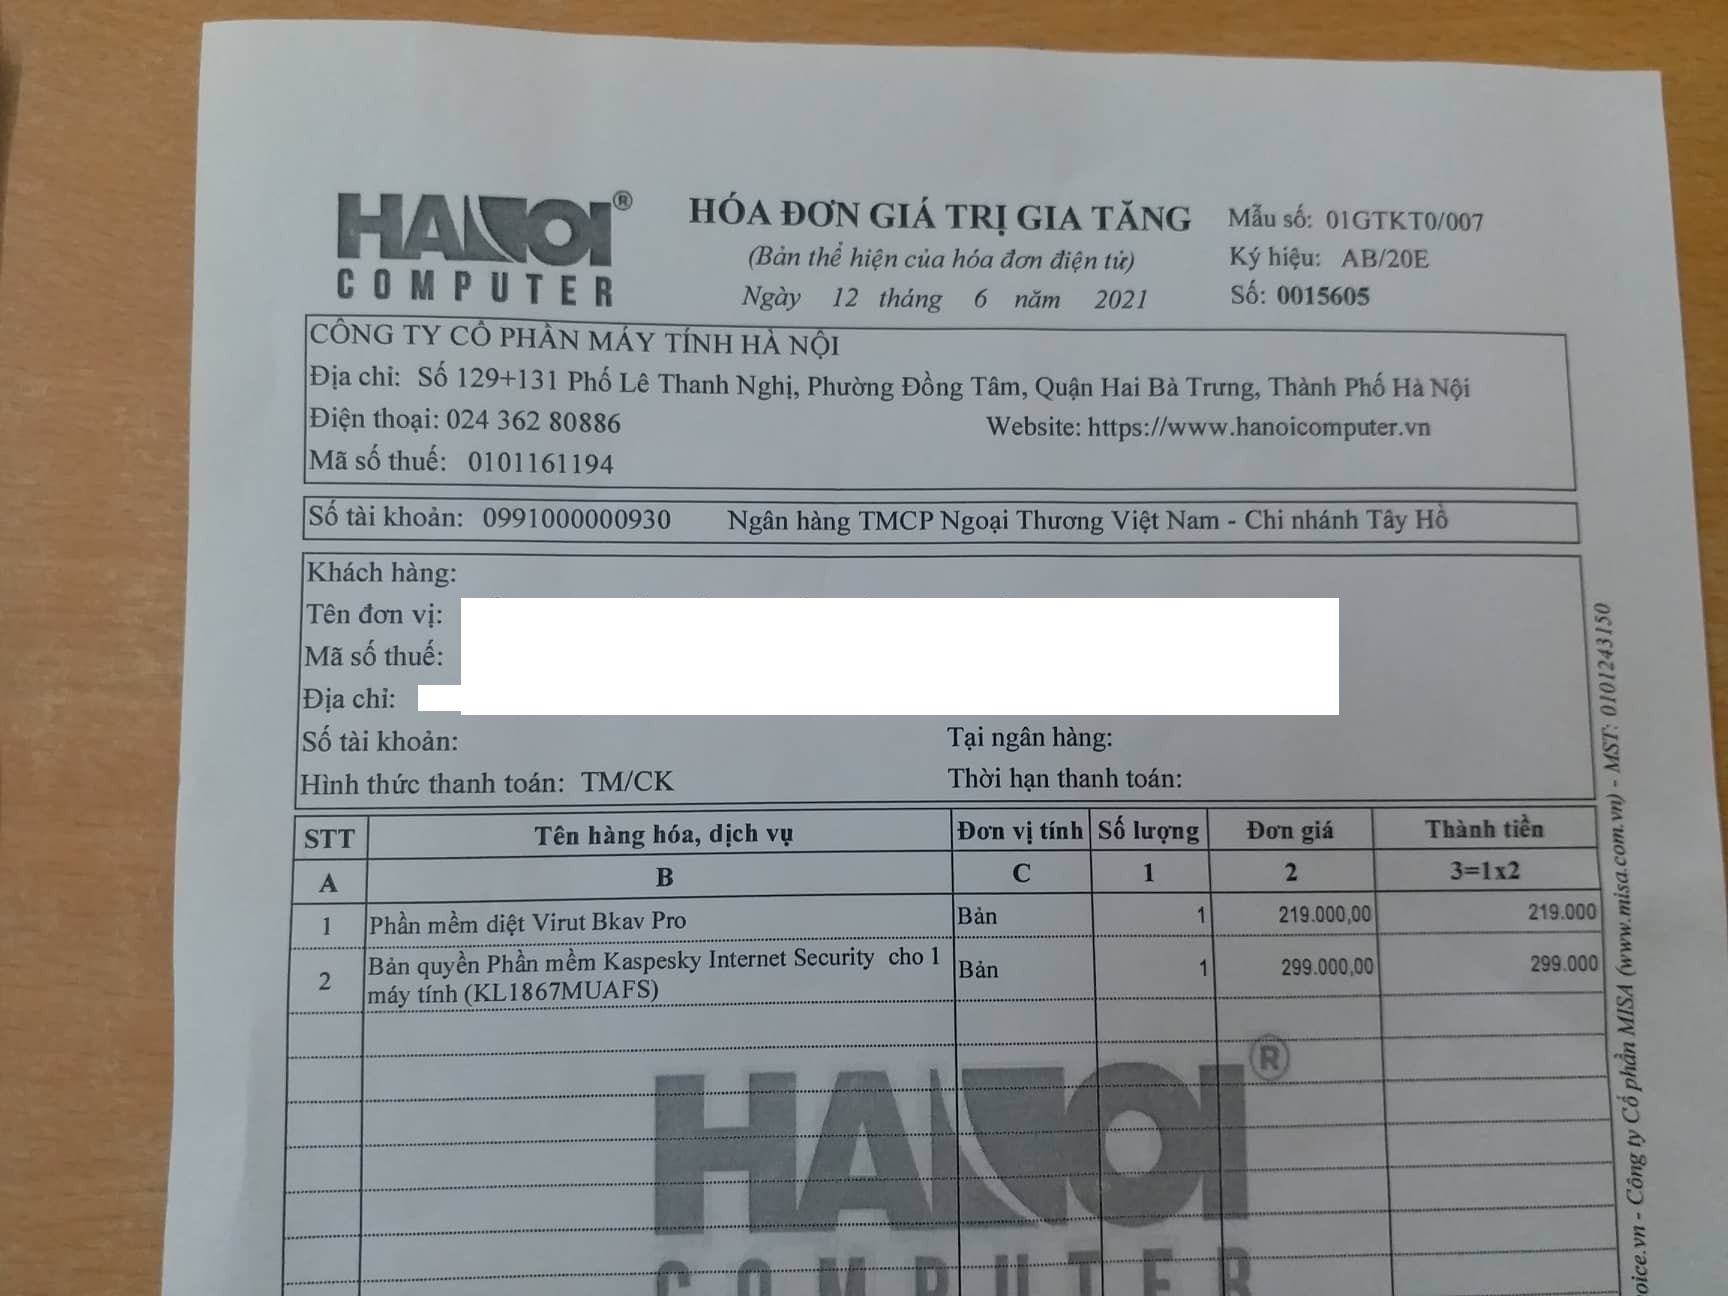 HANOI®
COMPUTER
HÓA ĐƠN GIÁ TRỊ GIA TĂNG
(Bản thể hiện của hóa đơn điện tử)
Ngày 12 tháng 6 năm 2021
Mẫu số: 01GTKT0/007
Ký hiệu: AB/20E
Số: 0015605
CÔNG TY CỔ PHẦN MÁY TÍNH HÀ NỘI
Địa chỉ: Số 129+131 Phố Lê Thanh Nghị, Phường Đồng Tâm, Quận Hai Bà Trưng, Thành Phố Hà Nội
Điện thoại: 024 362 80886 Website: https://www.hanoicomputer.vn
Mã số thuế: 0101161194
Số tài khoản: 0991000000930 Ngân hàng TMCP Ngoại Thương Việt Nam - Chi nhánh Tây Hồ
Khách hàng:
Tên đơn vị:
Mã số thuế:
Địa chỉ:
Số tài khoản: Tại ngân hàng:
Hình thức thanh toán: TM/CK Thời hạn thanh toán:
STT Tên hàng hóa, dịch vụ Đơn vị tính Số lượng Đơn giá Thành tiền
A B C 1 2 3=1x2
1 Phần mềm diệt Virut Bkav Pro Bản 1 219.000,00 219.000
2 Bản quyền Phần mềm Kaspesky Internet Security cho 1 Bản 1 299.000,00 299.000
máy tính (KL1867MUAFS)
HANOI®
COMPUTER
oice.vn - Công ty Cổ phần MISA (www.misa.com.vn) - MST: 0101243150